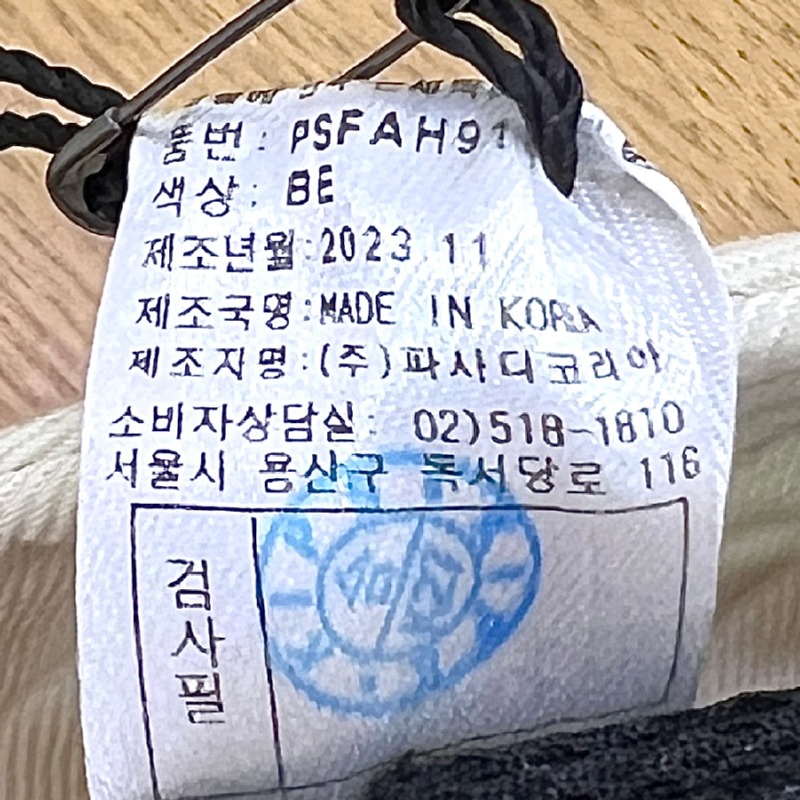 품번: PSFAH91
색상: BE
제조년월:2023 11
제조국명:MADE IN KOREA
제조자명:(주)파사디코리아
소비자상담실: 02)518-1810
서울시 용산구 독서당로 116
검사필